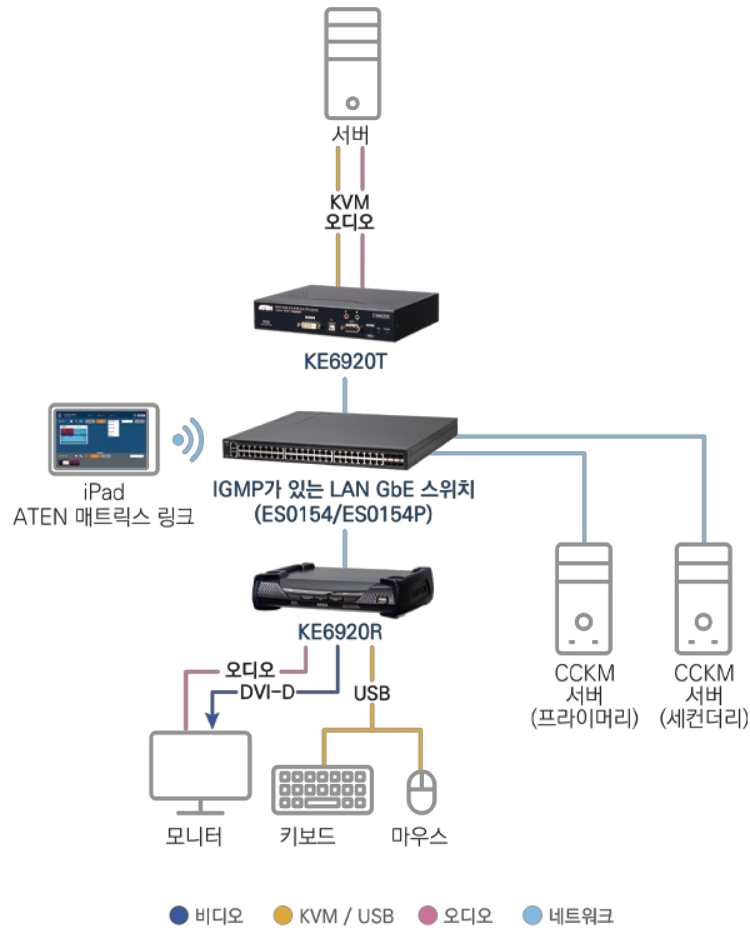 서버
KVM
오디오
ATEN
KE6920T
iPad
ATEN 매트릭스 링크
IGMP가 있는 LAN GbE 스위치
(ES0154/ES0154P)
KE6920R
오디오
DVI-D
USB
CCKM
서버
(프라이머리)
CCKM
서버
(세컨더리)
모니터
키보드
마우스
비디오
KVM / USB
오디오
네트워크